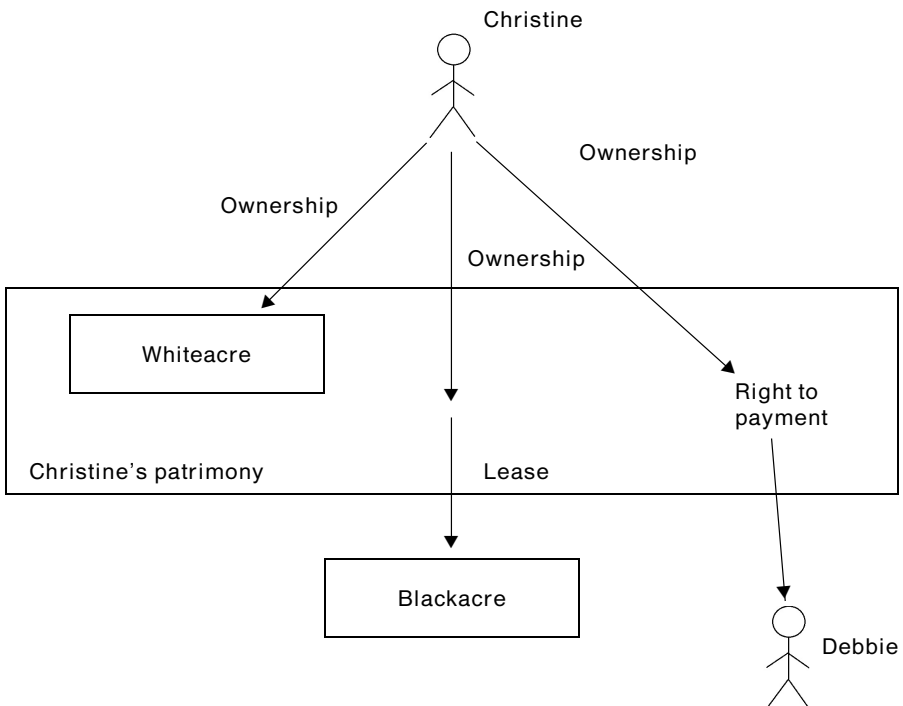 Christine
Ownership
Ownership
Ownership
Whiteacre
Right to
payment
Christine's patrimony
Lease
Blackacre
Debbie